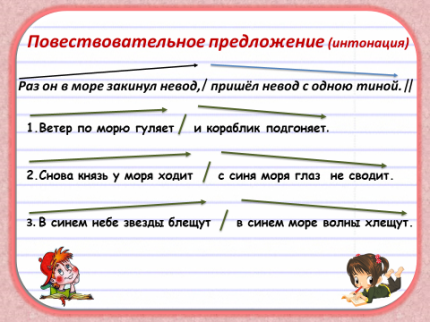 Повествовательное предложение (интонация)
Раз он в море закинул невод,/ пришёл невод с одною тиной.||
1.Ветер по морю гуляет / и кораблик подгоняет.
2.Снова князь у моря ходит / с синя моря глаз не сводит.
3.В синем небе звезды блещут / в синем море волны хлещут.